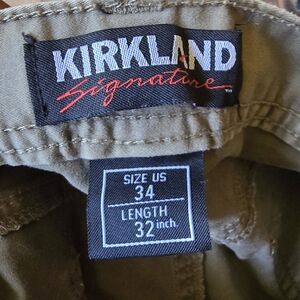 KIRKLAND
Signature
SIZE US
34
LENGTH
32 inch.